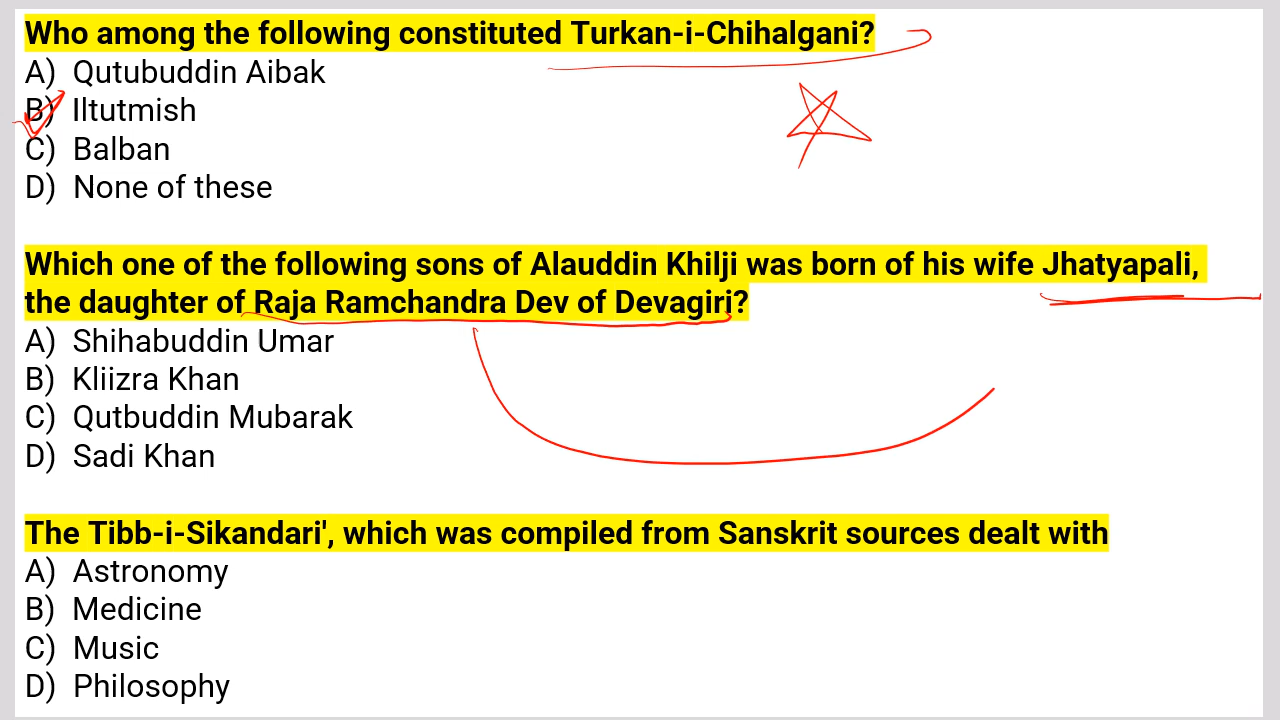 Who among the following constituted Turkan-i-Chihalgani?
A) Qutubuddin Aibak
B) Iltutmish
C) Balban
D) None of these
Which one of the following sons of Alauddin Khilji was born of his wife Jhatyapali,
the daughter of Raja Ramchandra Dev of Devagiri?
A) Shihabuddin Umar
B) Kliizra Khan
C) Qutbuddin Mubarak
D) Sadi Khan
The Tibb-i-Sikandari', which was compiled from Sanskrit sources dealt with
A) Astronomy
B) Medicine
C) Music
D) Philosophy